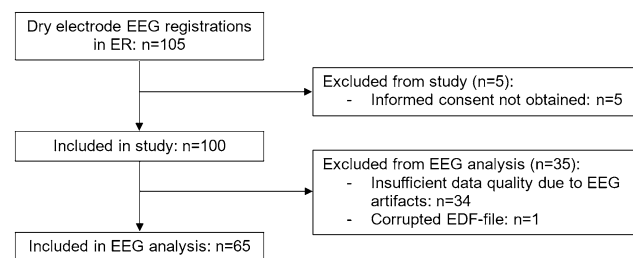 Dry electrode EEG registrations
in ER: n=105
Excluded from study (n=5):
- Informed consent not obtained: n=5
Included in study: n=100
Excluded from EEG analysis (n=35):
- Insufficient data quality due to EEG
artifacts: n=34
- Corrupted EDF-file: n=1
Included in EEG analysis: n=65